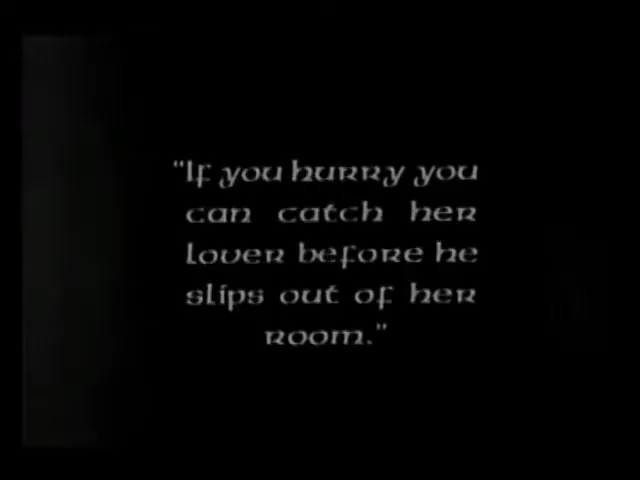 "If you hurry you
can catch her
lover before he
slips out of her
room."